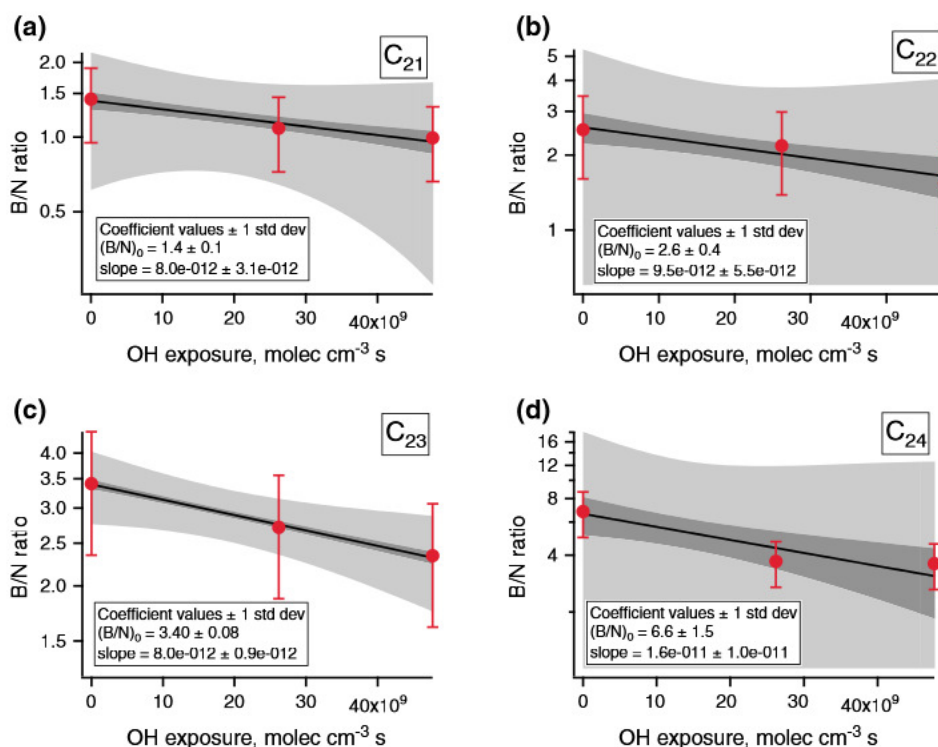 (a)
C21
2.0
1.5
1.0
0.5
B/N ratio
Coefficient values ± 1 std dev
(B/N)0 = 1.4 ± 0.1
slope = 8.0e-012 ± 3.1e-012
0 10 20 30 40x10⁹
OH exposure, molec cm⁻³ s
(b)
C22
5
4
3
2
1
B/N ratio
Coefficient values ± 1 std dev
(B/N)0 = 2.6 ± 0.4
slope = 9.5e-012 ± 5.5e-012
0 10 20 30 40x10⁹
OH exposure, molec cm⁻³ s
(c)
C23
4.0
3.5
3.0
2.5
2.0
1.5
B/N ratio
Coefficient values ± 1 std dev
(B/N)0 = 3.40 ± 0.08
slope = 8.0e-012 ± 0.9e-012
0 10 20 30 40x10⁹
OH exposure, molec cm⁻³ s
(d)
C24
16
12
8
4
B/N ratio
Coefficient values ± 1 std dev
(B/N)0 = 6.6 ± 1.5
slope = 1.6e-011 ± 1.0e-011
0 10 20 30 40x10⁹
OH exposure, molec cm⁻³ s